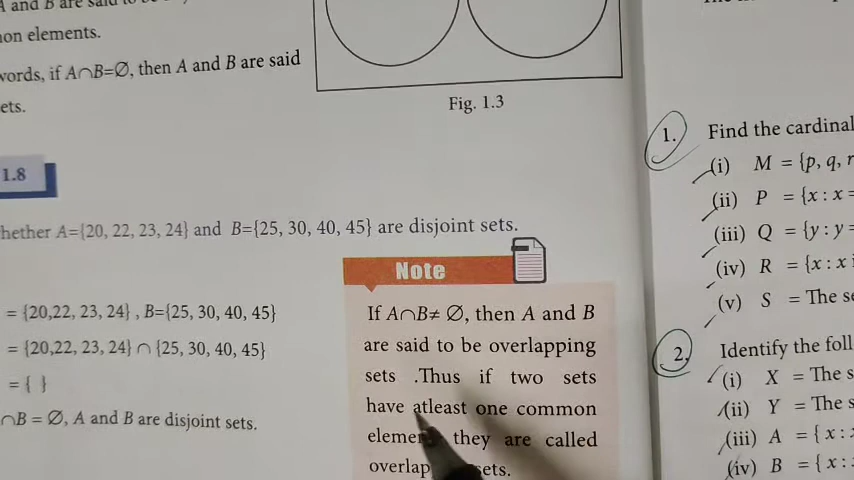 A and B are said to be
on elements.
words, if A∩B=∅, then A and B are said
ets.
Fig. 1.3
1.8
hether A={20, 22, 23, 24} and B={25, 30, 40, 45} are disjoint sets.
= {20,22, 23, 24} , B={25, 30, 40, 45}
= {20,22, 23, 24} ∩ {25, 30, 40, 45}
= { }
∩B = ∅, A and B are disjoint sets.
Note
If A∩B≠ ∅, then A and B
are said to be overlapping
sets .Thus if two sets
have atleast one common
element they are called
overlap sets.
1. Find the cardinal
(i) M = {p, q, r
(ii) P = {x : x =
(iii) Q = {y : y =
(iv) R = {x : x i
(v) S = The s
2. Identify the foll
(i) X = The s
(ii) Y = The s
(iii) A = { x : x
(iv) B = { x :